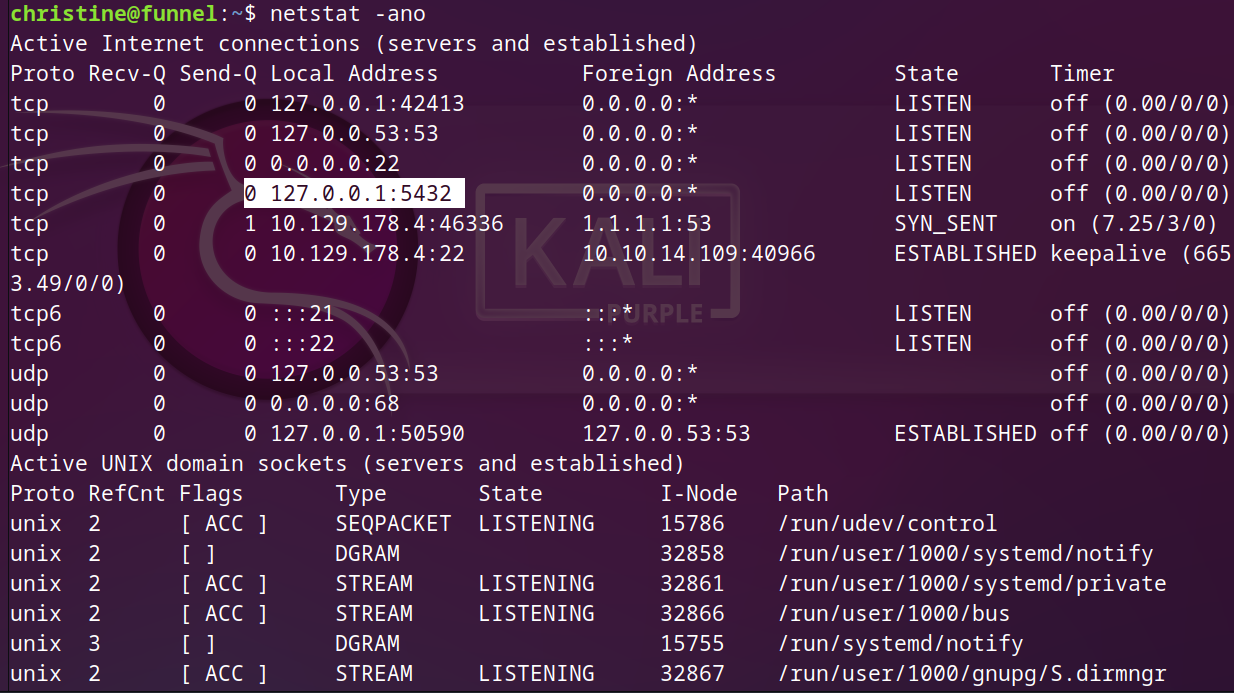 christine@funnel:~$ netstat -ano
Active Internet connections (servers and established)
Proto Recv-Q Send-Q Local Address           Foreign Address         State       Timer
tcp        0      0 127.0.0.1:42413         0.0.0.0:*               LISTEN      off (0.00/0/0)
tcp        0      0 127.0.0.53:53           0.0.0.0:*               LISTEN      off (0.00/0/0)
tcp        0      0 0.0.0.0:22              0.0.0.0:*               LISTEN      off (0.00/0/0)
tcp        0      0 127.0.0.1:5432          0.0.0.0:*               LISTEN      off (0.00/0/0)
tcp        0      1 10.129.178.4:46336      1.1.1.1:53              SYN_SENT    on (7.25/3/0)
tcp        0      0 10.129.178.4:22         10.10.14.109:40966      ESTABLISHED keepalive (665
3.49/0/0)
tcp6       0      0 :::21                   :::*                    LISTEN      off (0.00/0/0)
tcp6       0      0 :::22                   :::*                    LISTEN      off (0.00/0/0)
udp        0      0 127.0.0.53:53           0.0.0.0:*                           off (0.00/0/0)
udp        0      0 0.0.0.0:68              0.0.0.0:*                           off (0.00/0/0)
udp        0      0 127.0.0.1:50590         127.0.0.53:53           ESTABLISHED off (0.00/0/0)
Active UNIX domain sockets (servers and established)
Proto RefCnt Flags       Type       State         I-Node   Path
unix  2      [ ACC ]     SEQPACKET  LISTENING     15786    /run/udev/control
unix  2      [ ]         DGRAM                    32858    /run/user/1000/systemd/notify
unix  2      [ ACC ]     STREAM     LISTENING     32861    /run/user/1000/systemd/private
unix  2      [ ACC ]     STREAM     LISTENING     32866    /run/user/1000/bus
unix  3      [ ]         DGRAM                    15755    /run/systemd/notify
unix  2      [ ACC ]     STREAM     LISTENING     32867    /run/user/1000/gnupg/S.dirmngr
KALI
PURPLE